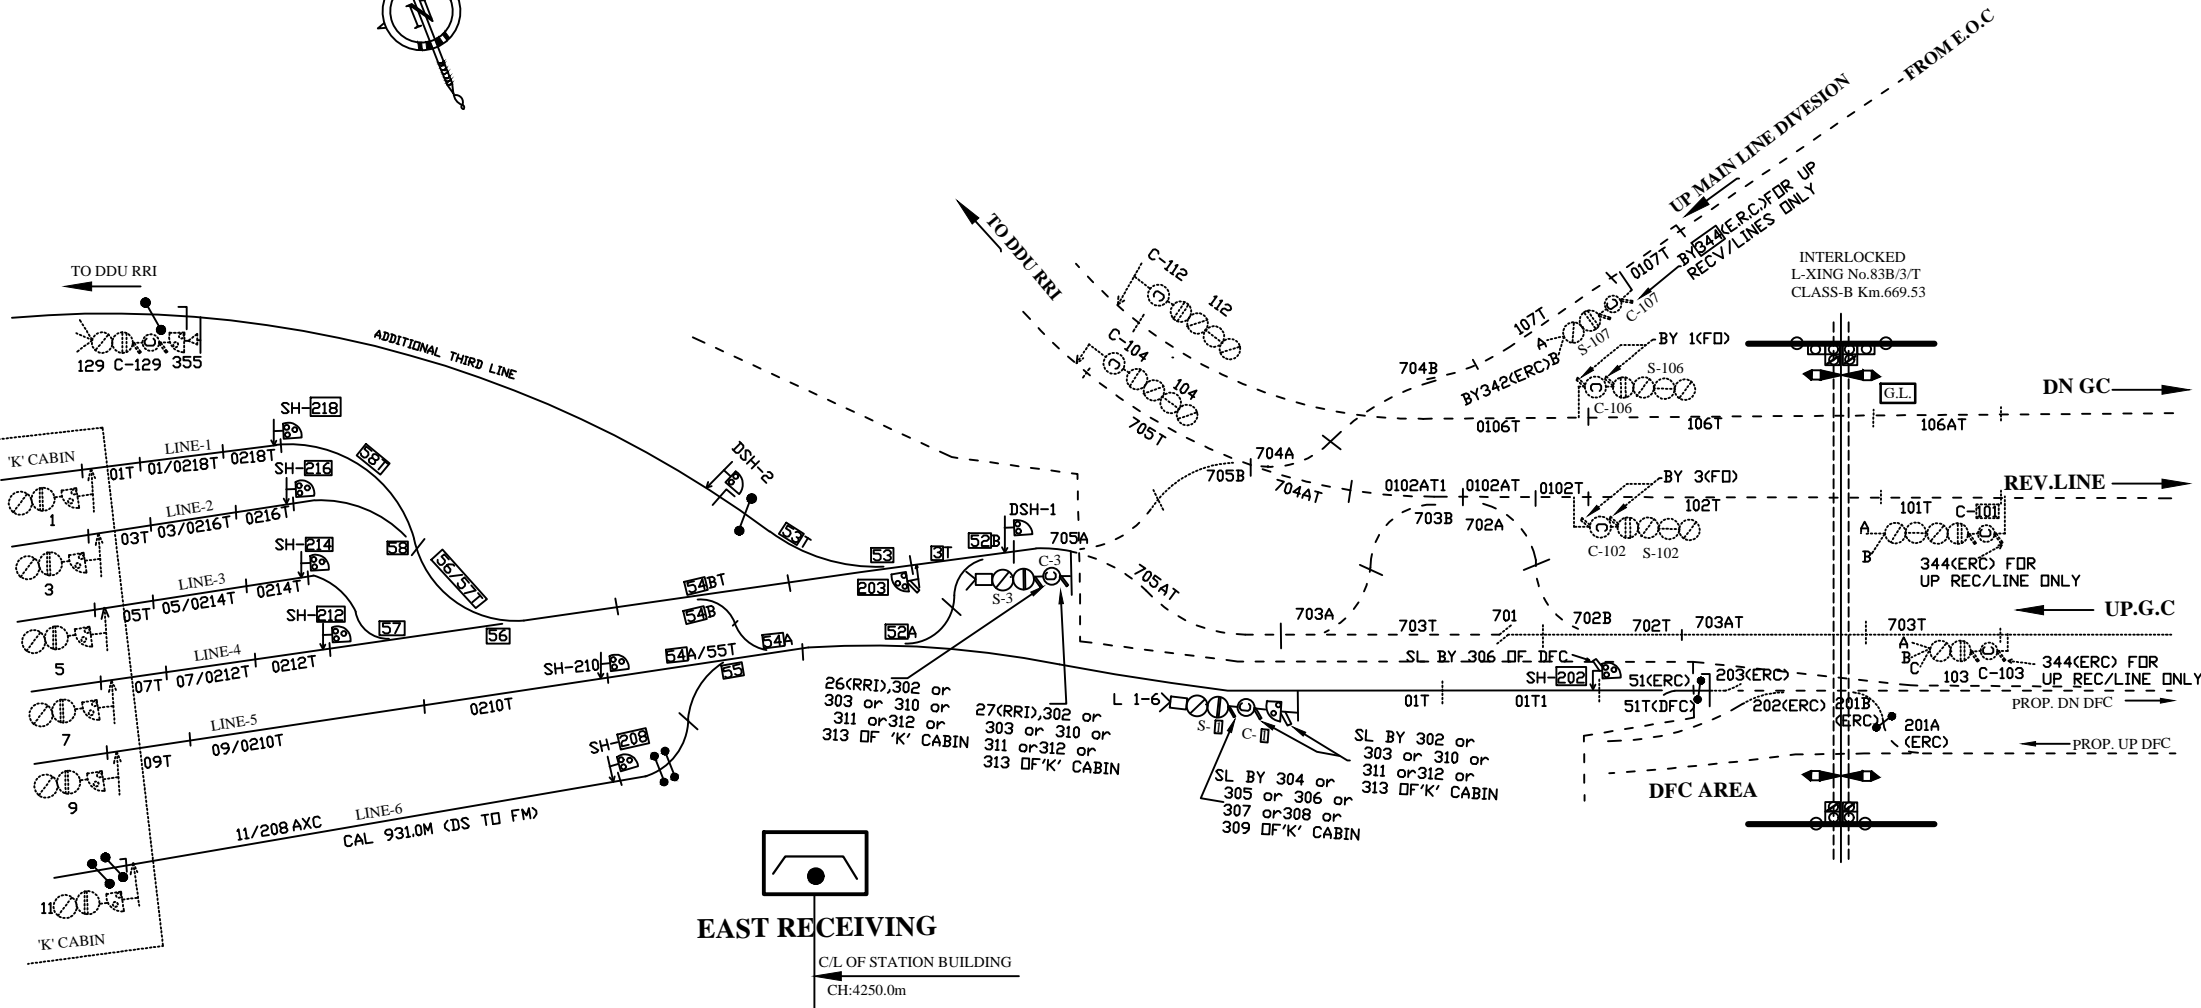 N
FROM E.O.C
UP MAIN LINE DIVESION
BY 344(E.R.C.)FOR UP
RECV/LINES ONLY
0107T
C-107
S-107
107T
A
B
BY342(ERC)
704B
TO DDU RRI
C-112
112
C-104
104
705T
INTERLOCKED
L-XING No.83B/3/T
CLASS-B Km.669.53
G.L.
DN GC
BY 1(FO)
S-106
C-106
0106T
106T
106AT
TO DDU RRI
129 C-129 355
ADDITIONAL THIRD LINE
DSH-2
53T
704A
705B
704AT
0102AT1
0102AT
0102T
BY 3(FO)
102T
C-102
S-102
703B
702A
REV.LINE
101T
C-101
A
B
344(ERC) FOR
UP REC/LINE ONLY
UP.G.C
'K' CABIN
01T
LINE-1
01/0218T
0218T
SH-218
58T
1
03T
LINE-2
03/0216T
0216T
SH-216
58
3
05T
LINE-3
05/0214T
0214T
SH-214
56/57T
5
07T
LINE-4
07/0212T
0212T
SH-212
57
56
7
09T
LINE-5
09/0210T
0210T
SH-210
9
11/208 AXC
LINE-6
CAL 931.0M (DS TO FM)
SH-208
11
'K' CABIN
54BT
54B
54A
54A/55T
55
53
3T
203
52B
DSH-1
705A
52A
S-3
C-3
705AT
26(RRI),302 or
303 or 310 or
311 or312 or
313 OF 'K' CABIN
27(RRI),302 or
303 or 310 or
311 or312 or
313 OF'K' CABIN
703A
703T
701
702B
702T
703AT
703T
A
B
C
103 C-103
344(ERC) FOR
UP REC/LINE ONLY
SL BY 306 OF DFC
SH-202
L 1-6
S-
C-
01T
01T1
51(ERC)
51T(DFC)
203(ERC)
202(ERC)
201B
(ERC)
201A
(ERC)
PROP. DN DFC
PROP. UP DFC
SL BY 304 or
305 or 306 or
307 or308 or
309 OF'K' CABIN
SL BY 302 or
303 or 310 or
311 or312 or
313 OF'K' CABIN
DFC AREA
EAST RECEIVING
C/L OF STATION BUILDING
CH:4250.0m